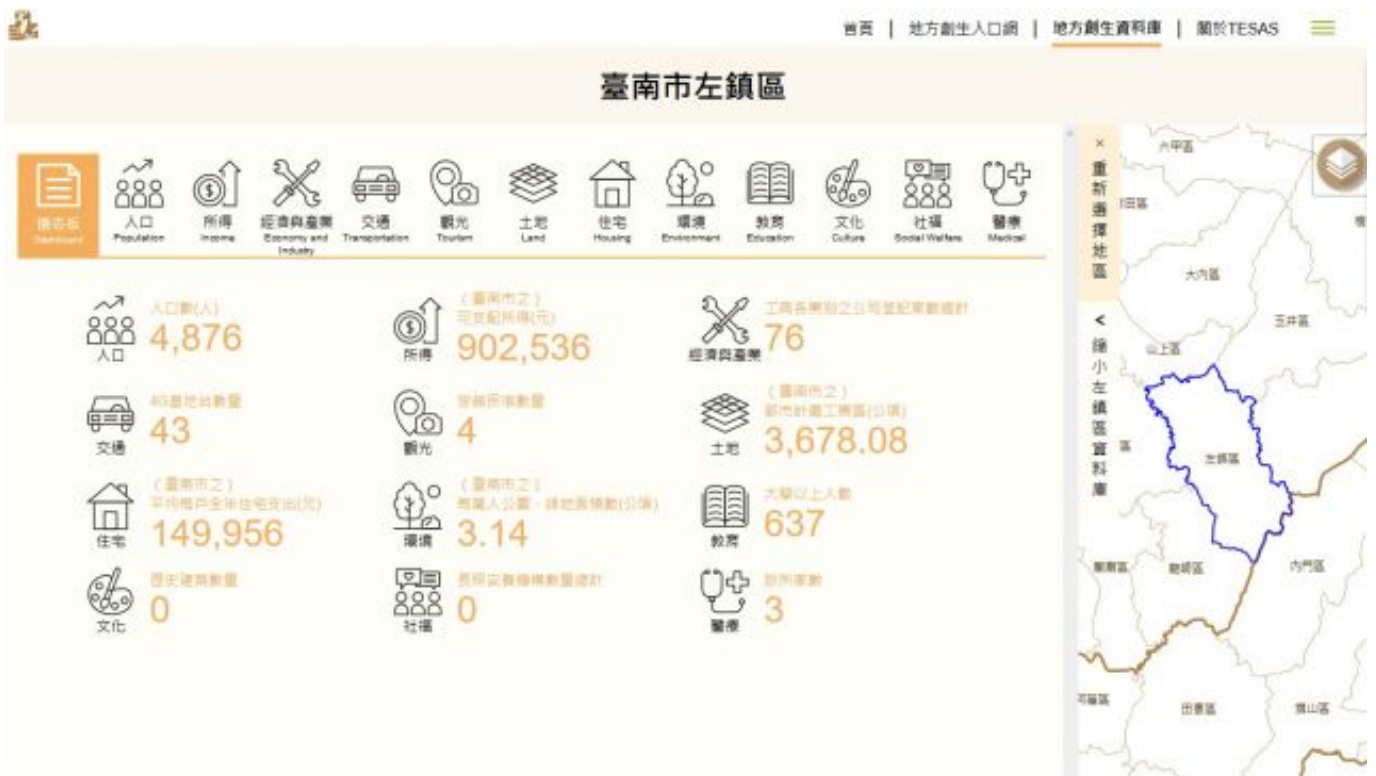 首頁 | 地方創生人口網 | 地方創生資料庫 | 關於TESAS
臺南市左鎮區
儀表板
Dashboard
人口
Population
所得
Income
經濟與產業
Economy and
Industry
交通
Transportation
觀光
Tourism
土地
Land
住宅
Housing
環境
Environment
教育
Education
文化
Culture
社福
Social Welfare
醫療
Medical
人口
人口數(人)
4,876
所得
(臺南市之)
可支配所得(元)
902,536
經濟與產業
工商各業別之公司登記家數總計
76
交通
4G基地台數量
43
觀光
4
土地
(臺南市之)
都市計畫工業區(公頃)
3,678.08
住宅
(臺南市之)
平均每戶全年住宅支出(元)
149,956
環境
(臺南市之)
每萬人公園、綠地面積數(公頃)
3.14
教育
大學以上人數
637
文化
歷史建築數量
0
社福
長照安養機構數量總計
0
醫療
診所家數
3
×
重新選擇地區
<
縮小左鎮區資料庫
六甲區
大內區
玉井區
山上區
左鎮區
區
龍崎區
內門區
田寮區
旗山區